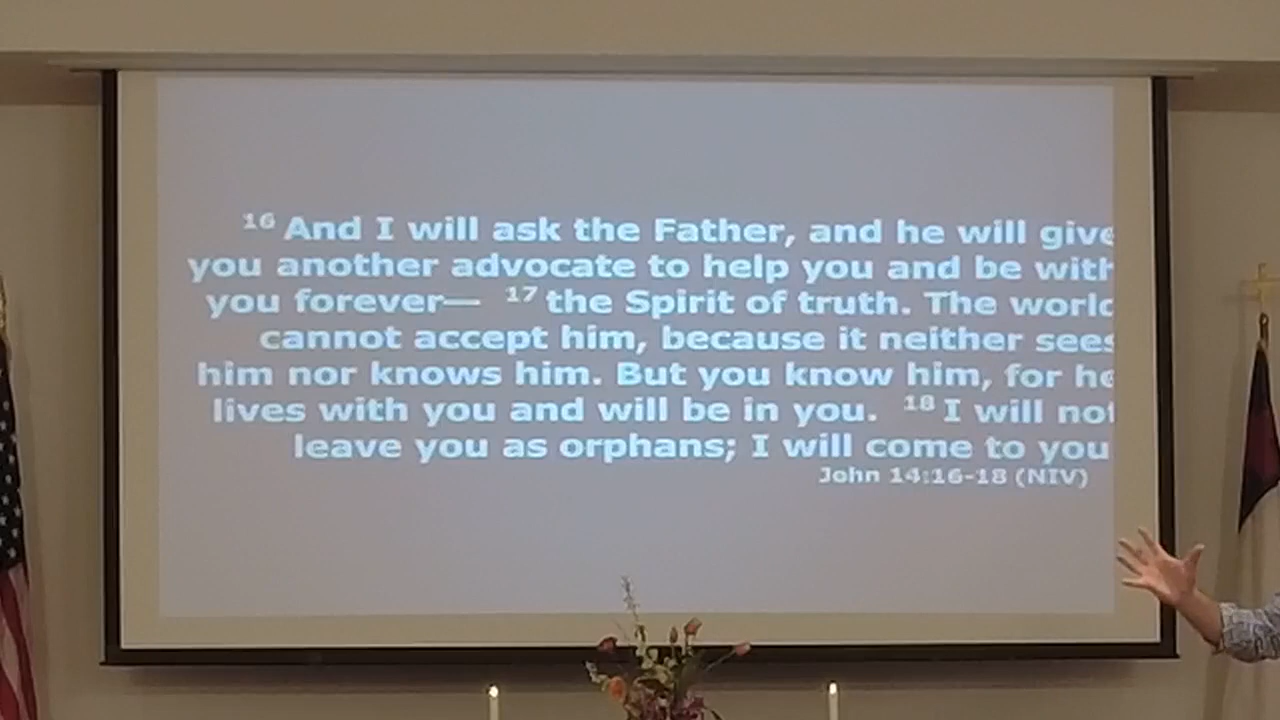 16 And I will ask the Father, and he will give
you another advocate to help you and be with
you forever— 17 the Spirit of truth. The world
cannot accept him, because it neither sees
him nor knows him. But you know him, for he
lives with you and will be in you. 18 I will not
leave you as orphans; I will come to you
John 14:16-18 (NIV)